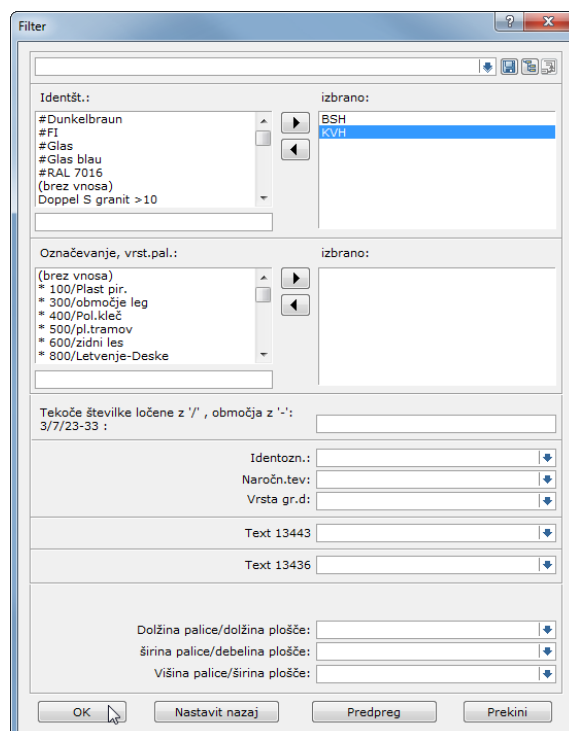 Filter
Identšt.:
izbrano:
#Dunkelbraun
#FI
#Glas
#Glas blau
#RAL 7016
(brez vnosa)
Doppel S granit >10
BSH
KVH
Označevanje, vrst.pal.:
izbrano:
(brez vnosa)
* 100/Plast pir.
* 300/območje leg
* 400/Pol.kleč
* 500/pl.tramov
* 600/zidni les
* 800/Letvenje-Deske
Tekoče številke ločene z '/' , območja z '-':
3/7/23-33 :
Identozn.:
Naročn.tev:
Vrsta gr.d:
Text 13443
Text 13436
Dolžina palice/dolžina plošče:
širina palice/debelina plošče:
Višina palice/širina plošče:
OK
Nastavit nazaj
Predpreg
Prekini